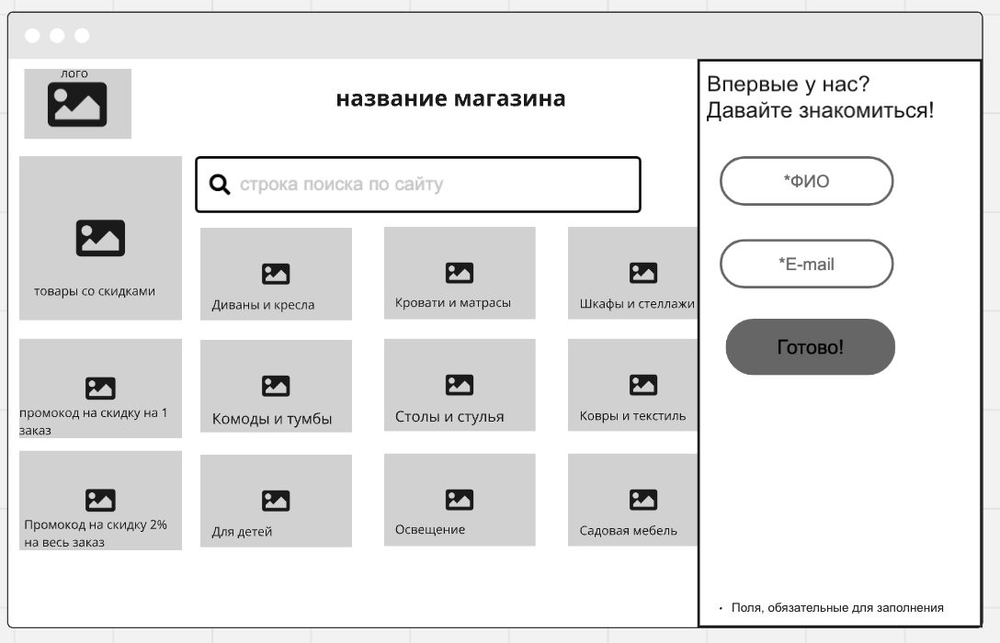 лого
название магазина
строка поиска по сайту
товары со скидками
Диваны и кресла
Кровати и матрасы
Шкафы и стеллажи
промокод на скидку на 1
заказ
Комоды и тумбы
Столы и стулья
Ковры и текстиль
Промокод на скидку 2%
на весь заказ
Для детей
Освещение
Садовая мебель
Впервые у нас?
Давайте знакомиться!
*ФИО
*E-mail
Готово!
• Поля, обязательные для заполнения